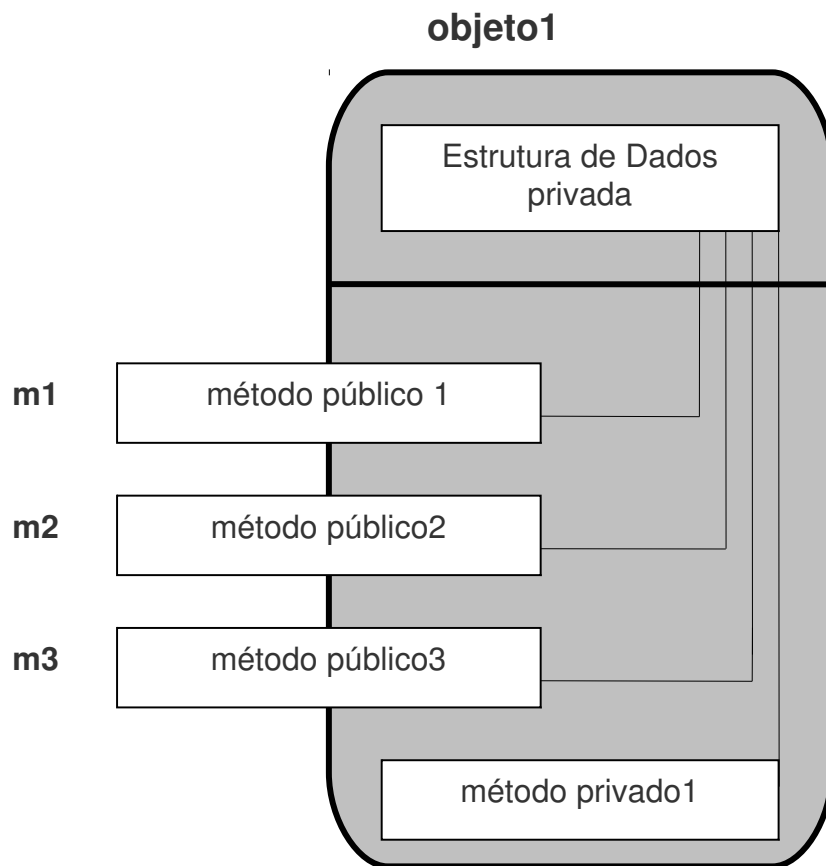 objeto1
Estrutura de Dados
privada
m1
método público 1
m2
método público2
m3
método público3
método privado1